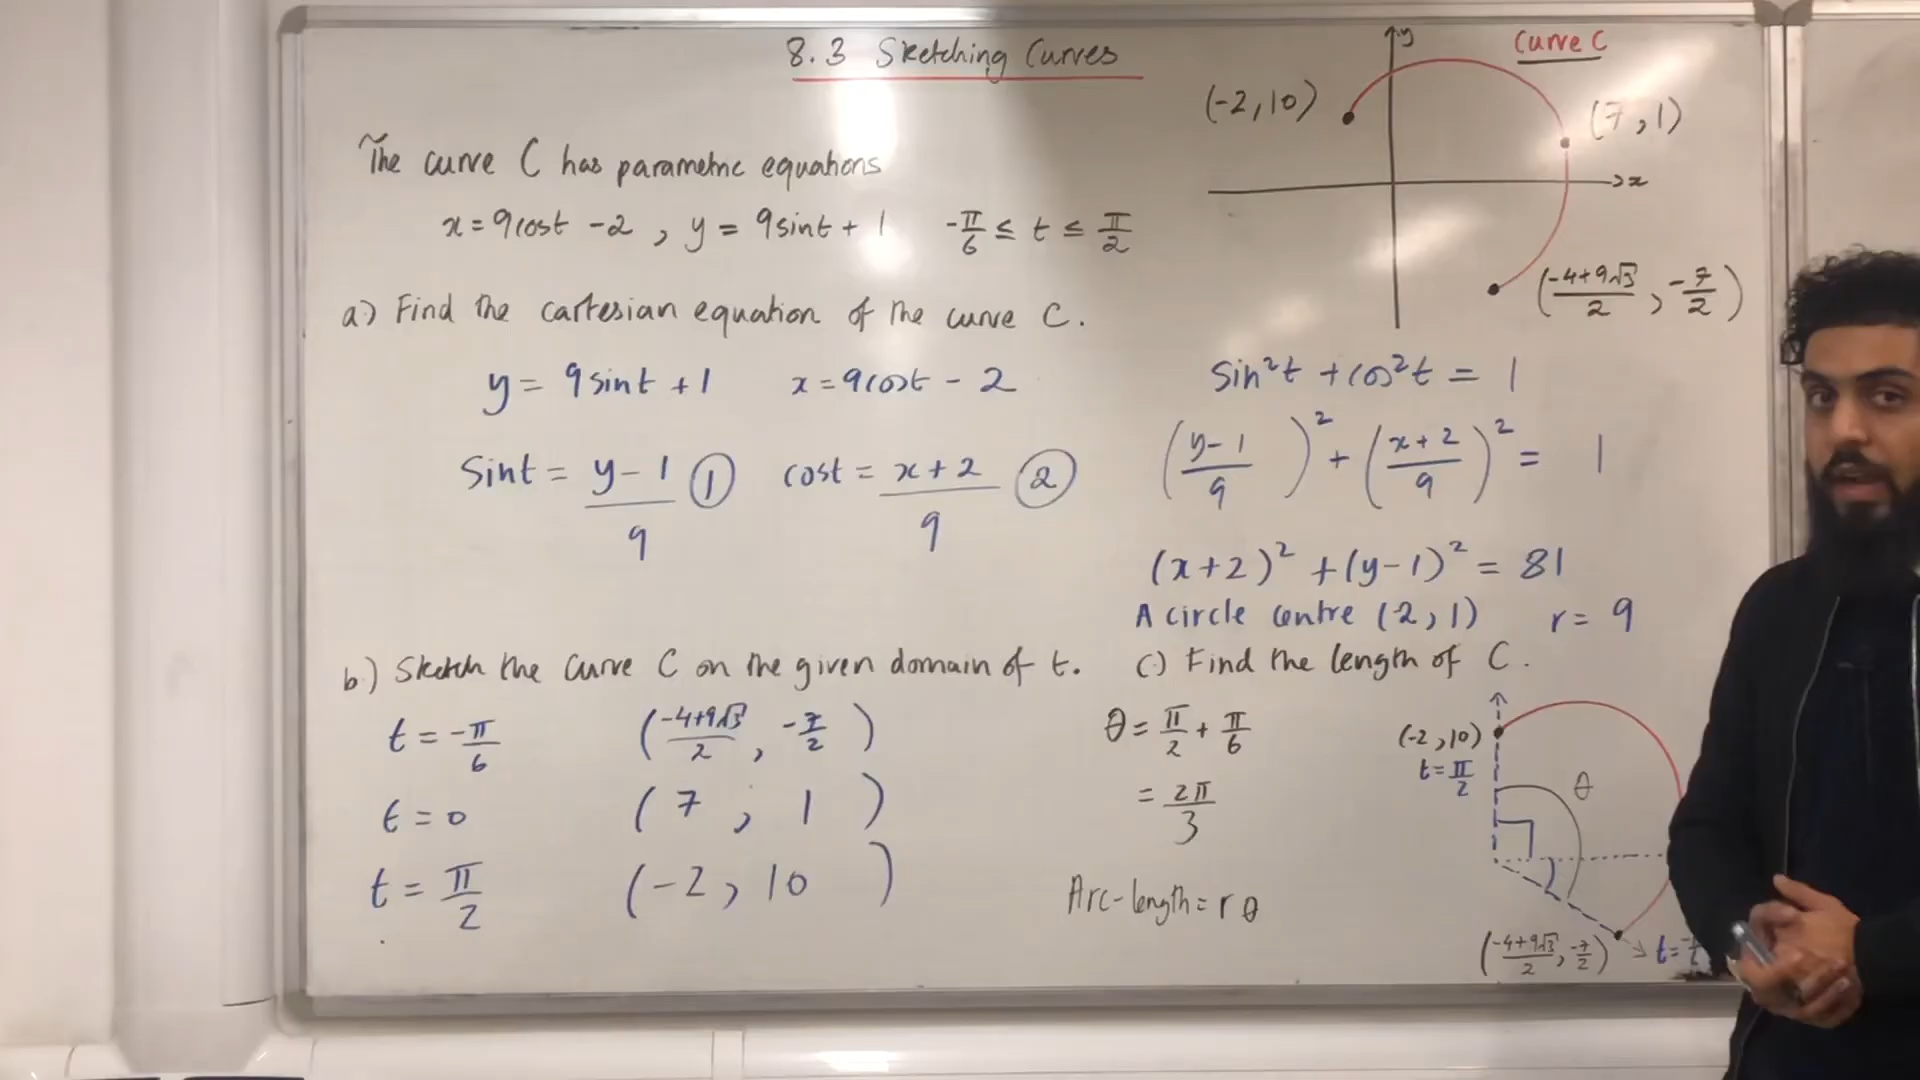 8.3 Sketching Curves
The curve C has parametric equations
x = 9cost - 2 , y = 9sint + 1    -π/6 ≤ t ≤ π/2
a) Find the cartesian equation of the curve C.
y = 9sint + 1    x = 9cost - 2
sint = (y - 1)/9 ①    cost = (x + 2)/9 ②
b) Sketch the curve C on the given domain of t.
t = -π/6    ((-4+9√3)/2 , -7/2)
t = 0    (7 , 1)
t = π/2    (-2 , 10)
y
Curve C
(-2,10)
(7,1)
x
((-4+9√3)/2 , -7/2)
sin²t + cos²t = 1
((y-1)/9)² + ((x+2)/9)² = 1
(x+2)² + (y-1)² = 81
A circle centre (2,1)    r = 9
c) Find the length of C.
θ = π/2 + π/6
= 2π/3
Arc-length = rθ
(-2,10)
t = π/2
θ
((-4+9√3)/2 , -7/2)
t =